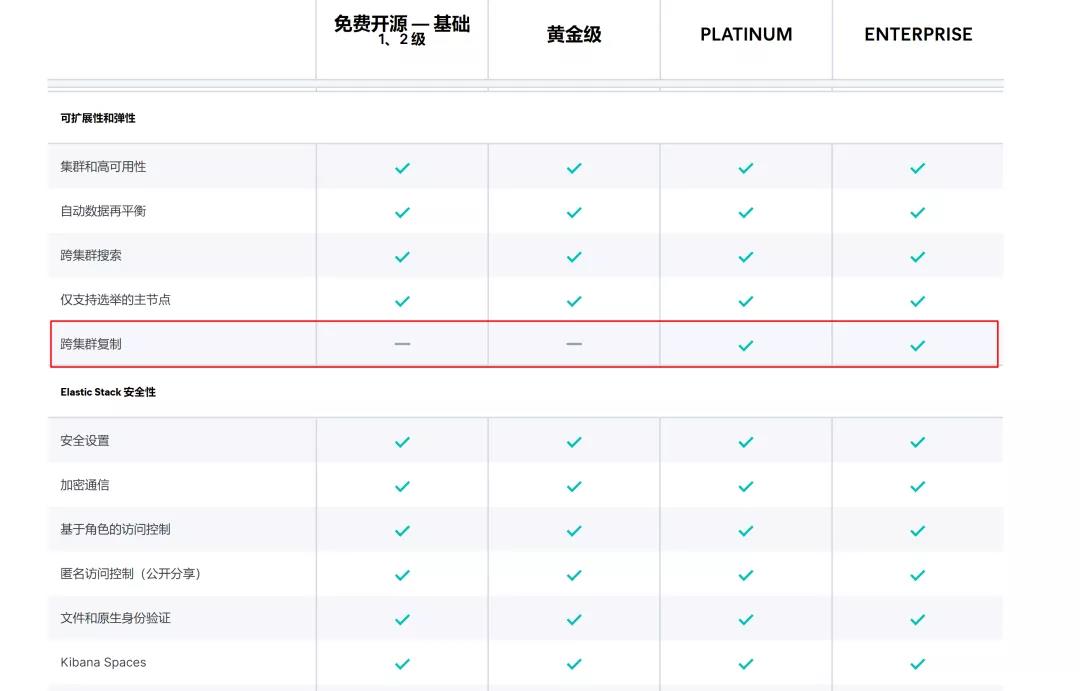 免费开源 — 基础
1、2 级
黄金级
PLATINUM
ENTERPRISE
可扩展性和弹性
集群和高可用性
自动数据再平衡
跨集群搜索
仅支持选举的主节点
跨集群复制
Elastic Stack 安全性
安全设置
加密通信
基于角色的访问控制
匿名访问控制（公开分享）
文件和原生身份验证
Kibana Spaces